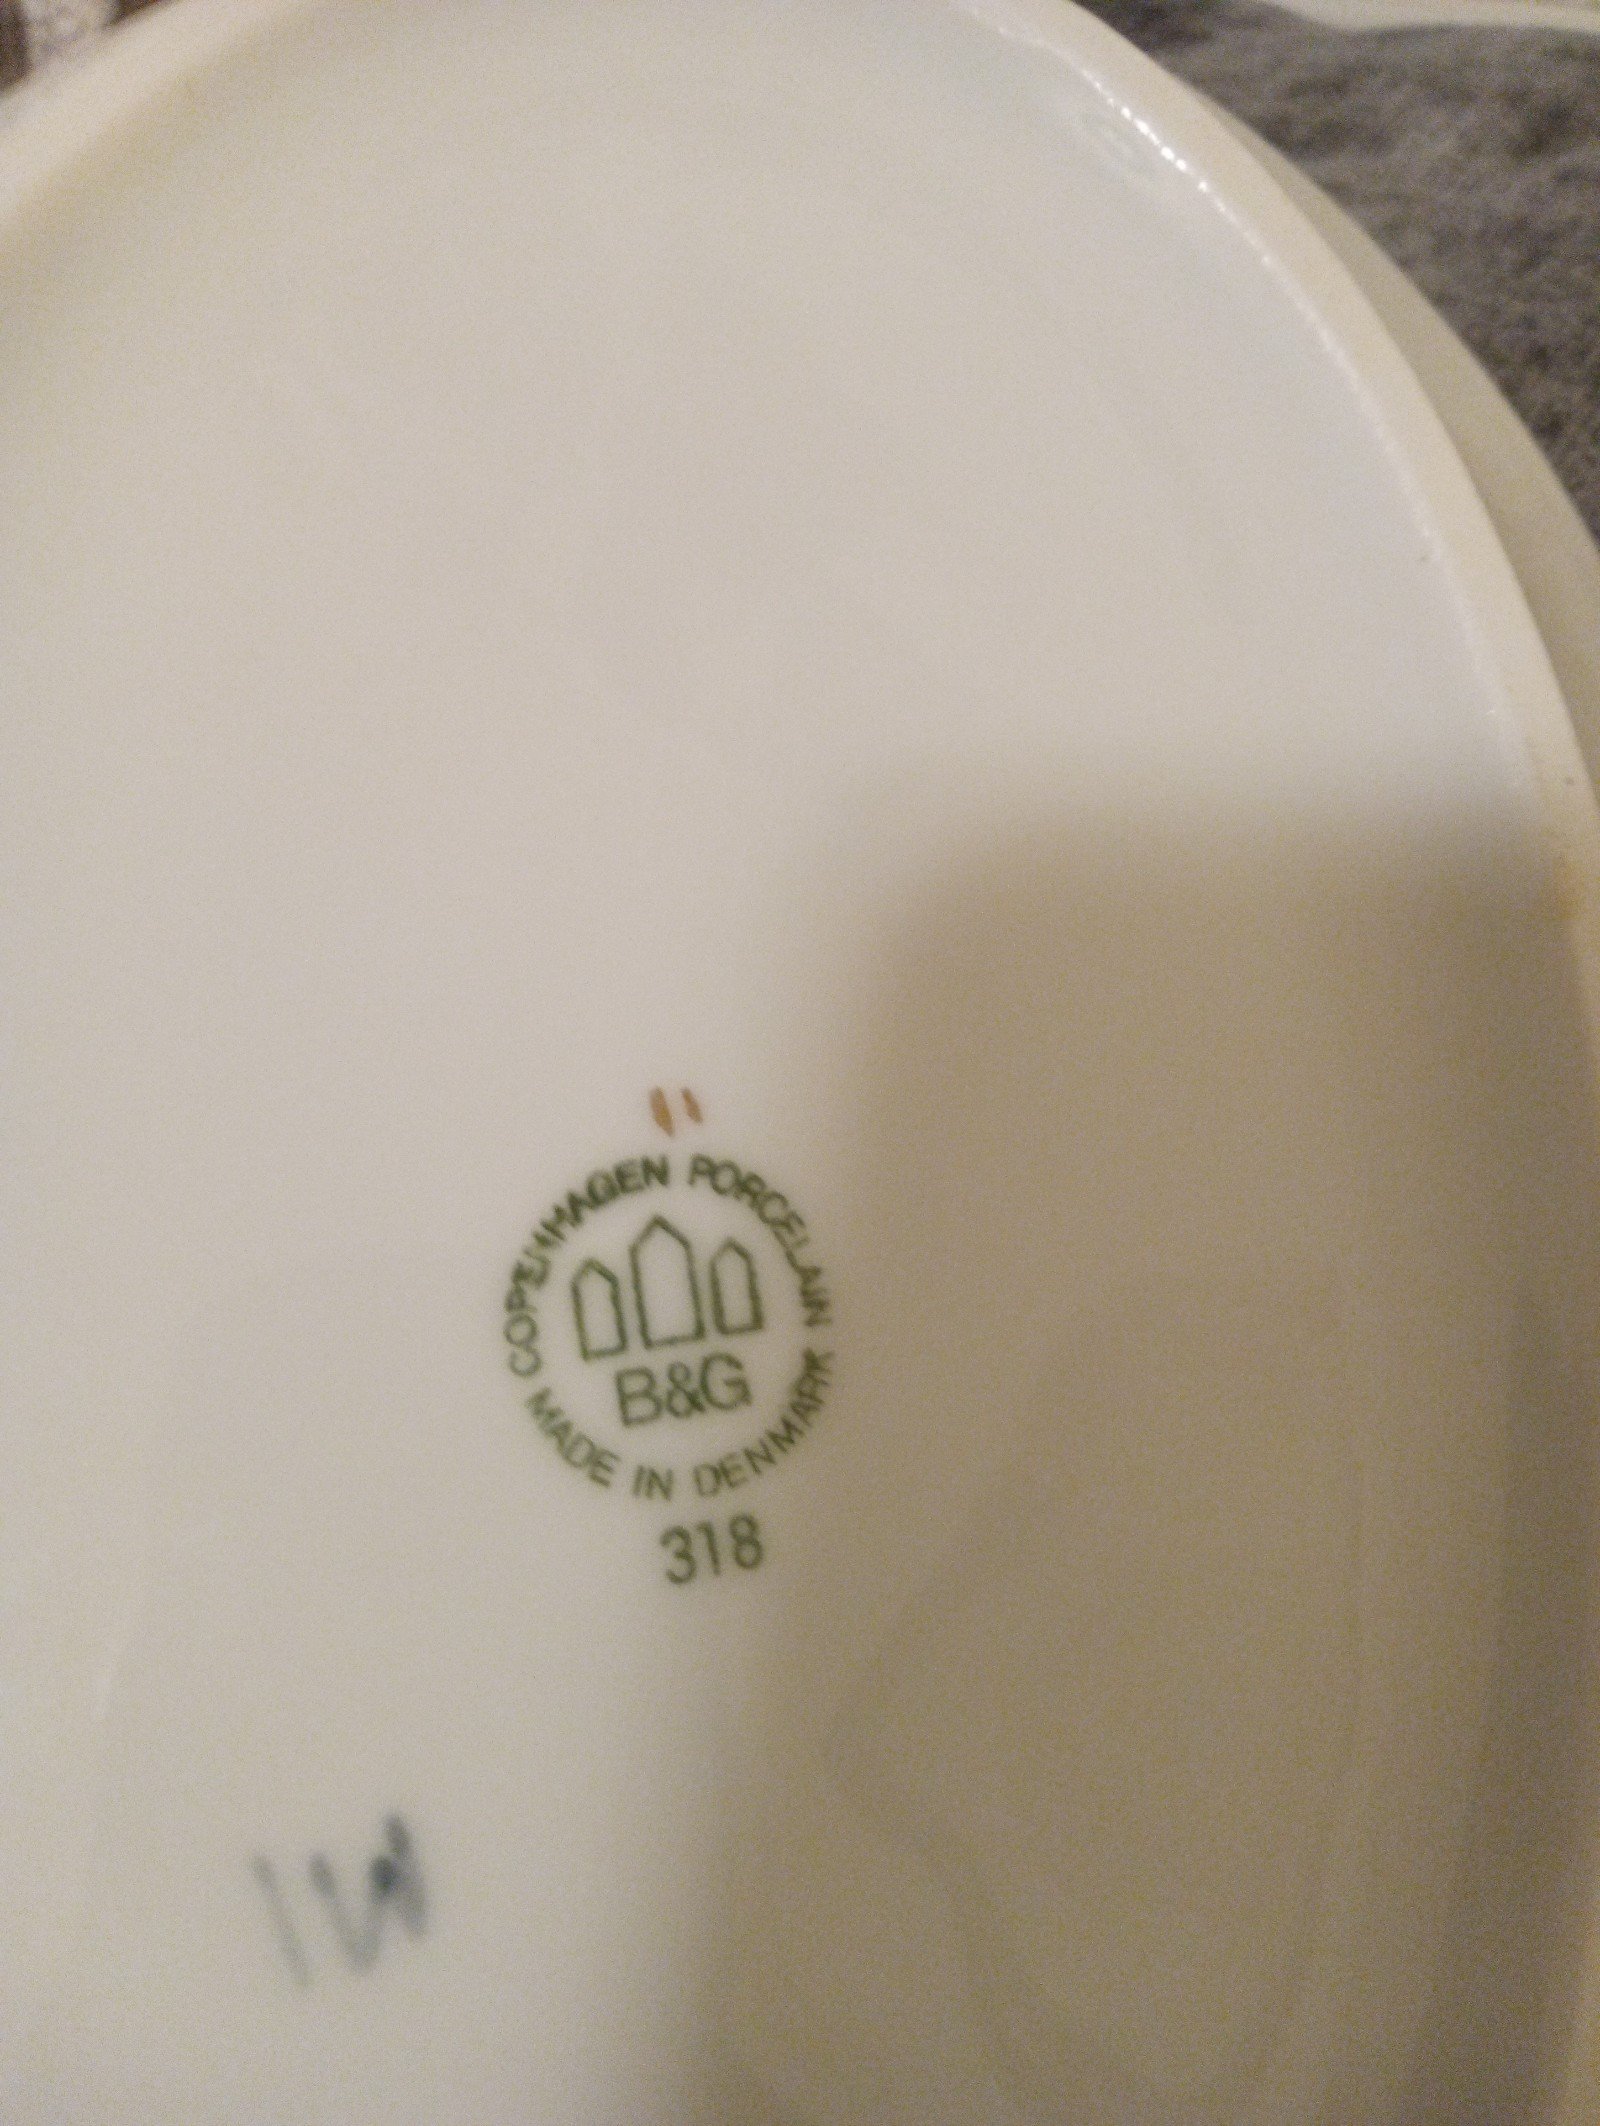 COPENHAGEN PORCELAIN
B&G
MADE IN DENMARK
318